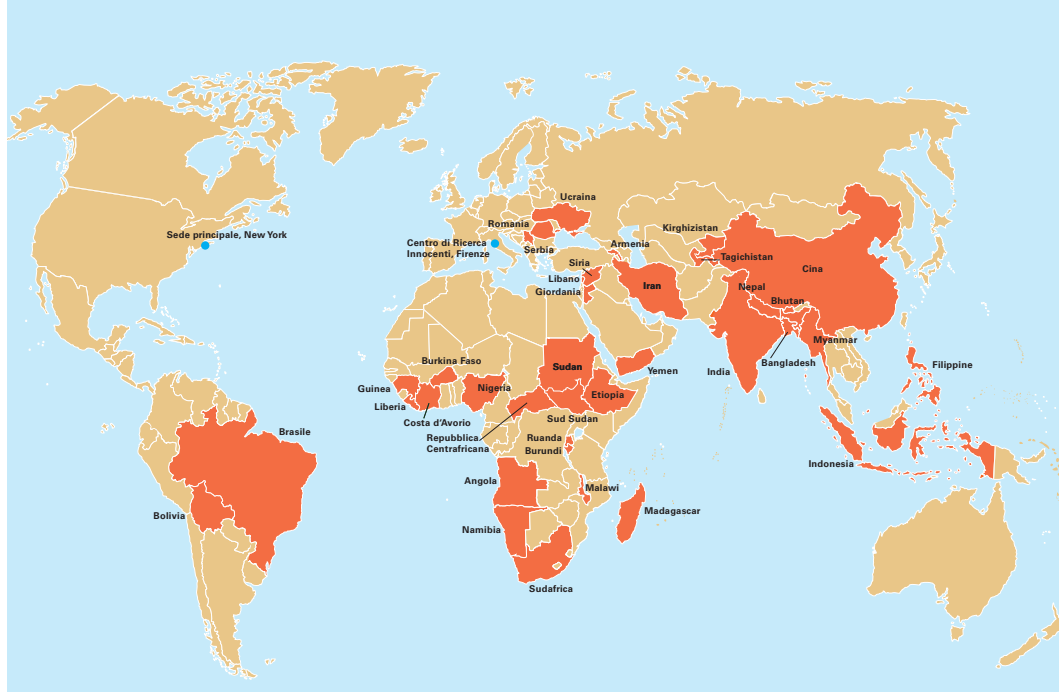 Ucraina
Romania
Sede principale, New York
Kirghizistan
Centro di Ricerca
Innocenti, Firenze
Serbia
Armenia
Tagichistan
Siria
Cina
Libano
Iran
Nepal
Giordania
Bhutan
Myanmar
Burkina Faso
Sudan
Bangladesh
Filippine
Yemen
India
Guinea
Nigeria
Etiopia
Liberia
Costa d'Avorio
Sud Sudan
Brasile
Repubblica
Centrafricana
Ruanda
Burundi
Indonesia
Angola
Malawi
Madagascar
Bolivia
Namibia
Sudafrica